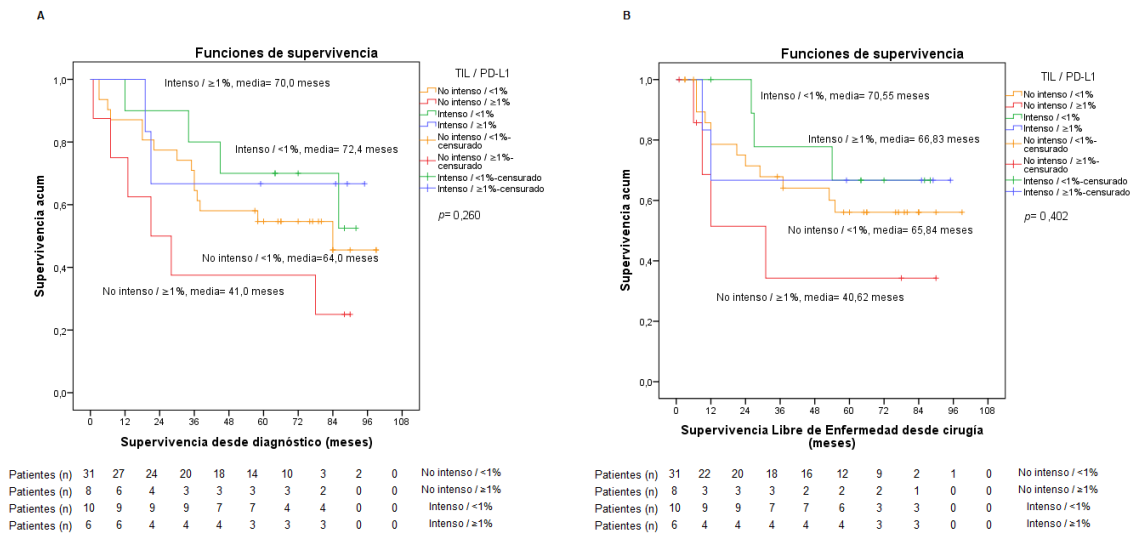 A
Funciones de supervivencia
Supervivencia acum
1,0
0,8
0,6
0,4
0,2
0,0
Intenso / ≥1%, media= 70,0 meses
Intenso / <1%, media= 72,4 meses
No intenso / <1%, media=64,0 meses
No intenso / ≥1%, media= 41,0 meses
0 12 24 36 48 60 72 84 96 108
Supervivencia desde diagnóstico (meses)
TIL / PD-L1
No intenso / <1%
No intenso / ≥1%
Intenso / <1%
Intenso / ≥1%
No intenso / <1%-
censurado
No intenso / ≥1%-
censurado
Intenso / <1%-censurado
Intenso / ≥1%-censurado
p= 0,260
Patientes (n) 31 27 24 20 18 14 10 3 2 0 No intenso / <1%
Patientes (n) 8 6 4 3 3 3 3 2 0 0 No intenso / ≥1%
Patientes (n) 10 9 9 9 7 7 4 4 0 0 Intenso / <1%
Patientes (n) 6 6 4 4 4 3 3 3 0 0 Intenso / ≥1%
B
Funciones de supervivencia
Supervivencia acum
1,0
0,8
0,6
0,4
0,2
0,0
Intenso / <1%, media= 70,55 meses
Intenso / ≥1%, media= 66,83 meses
No intenso / <1%, media= 65,84 meses
No intenso / ≥1%, media= 40,62 meses
0 12 24 36 48 60 72 84 96 108
Supervivencia Libre de Enfermedad desde cirugía
(meses)
TIL / PD-L1
No intenso / <1%
No intenso / ≥1%
Intenso / <1%
Intenso / ≥1%
No intenso / <1%-
censurado
No intenso / ≥1%-
censurado
Intenso / <1%-censurado
Intenso / ≥1%-censurado
p= 0,402
Patientes (n) 31 22 20 18 16 12 9 2 1 0 No intenso / <1%
Patientes (n) 8 3 3 3 2 2 2 1 0 0 No intenso / ≥1%
Patientes (n) 10 9 9 7 7 6 3 3 0 0 Intenso / <1%
Patientes (n) 6 4 4 4 4 4 3 3 0 0 Intenso / ≥1%